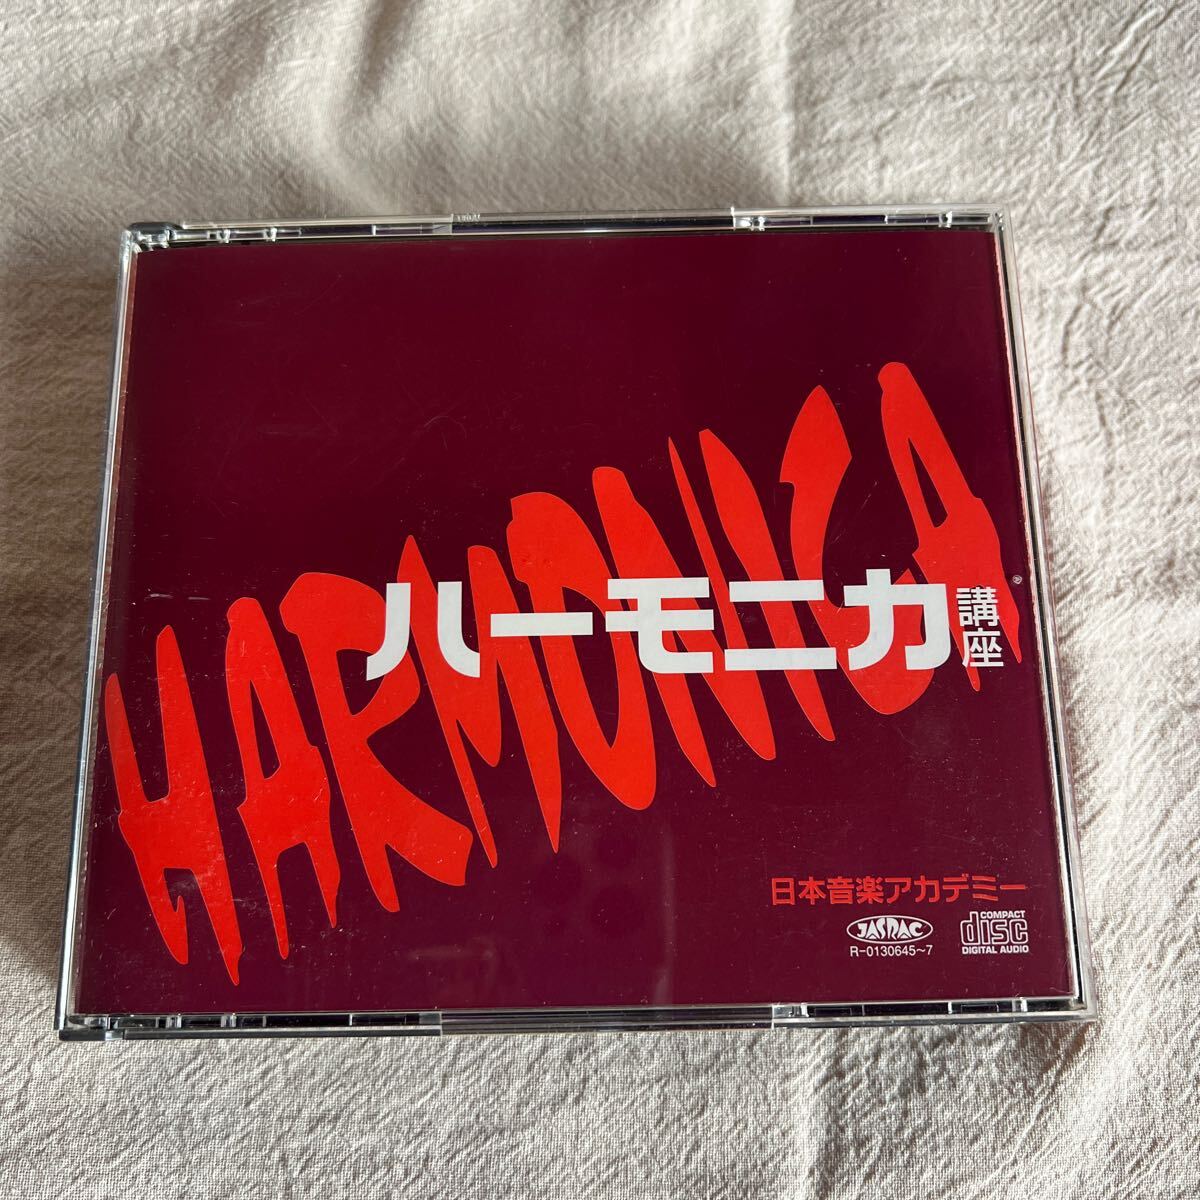 HARMONICA
ハーモニカ講座
日本音楽アカデミー
JASRAC
R-0130645~7
COMPACT
disc
DIGITAL AUDIO